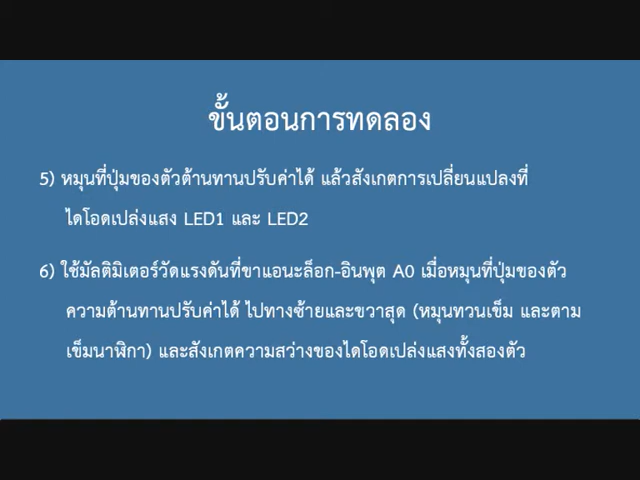 ขั้นตอนการทดลอง
5) หมุนที่ปุ่มของตัวต้านทานปรับค่าได้ แล้วสังเกตการเปลี่ยนแปลงที่
ไดโอดเปล่งแสง LED1 และ LED2
6) ใช้มัลติมิเตอร์วัดแรงดันที่ขาแอนะล็อก-อินพุต A0 เมื่อหมุนที่ปุ่มของตัว
ความต้านทานปรับค่าได้ ไปทางซ้ายและขวาสุด (หมุนทวนเข็ม และตาม
เข็มนาฬิกา) และสังเกตความสว่างของไดโอดเปล่งแสงทั้งสองตัว